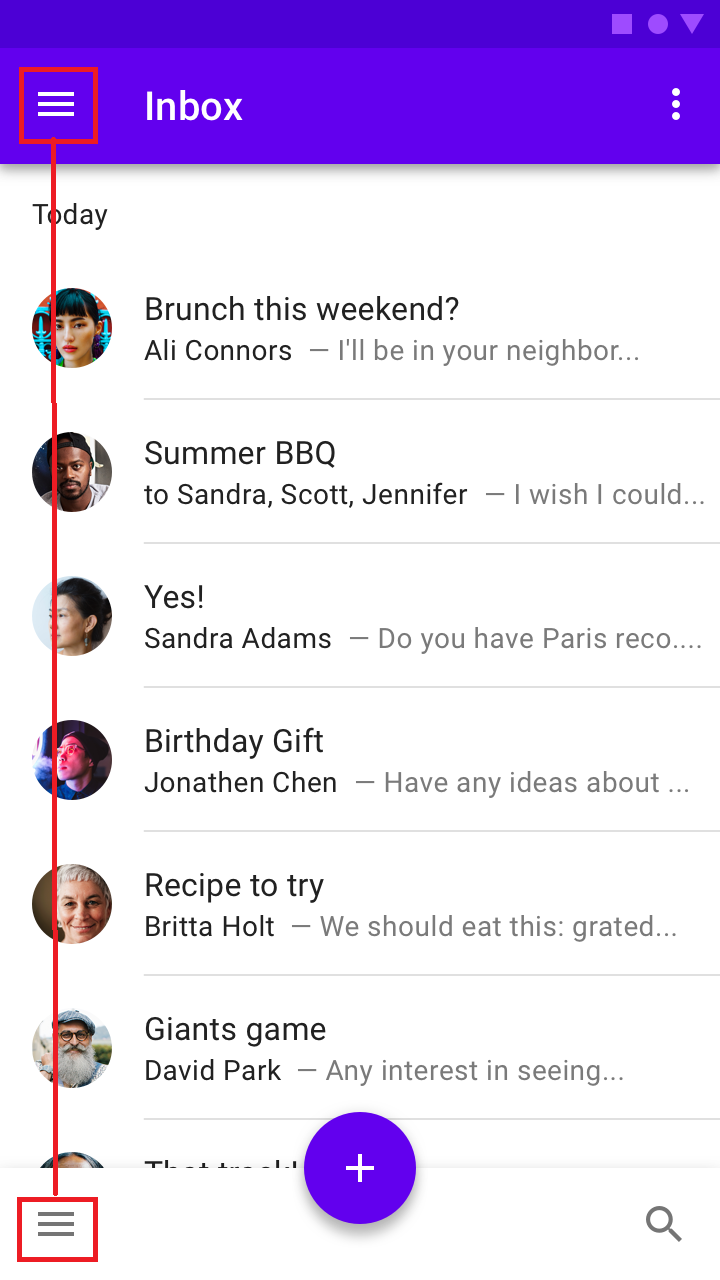 Inbox
Today
Brunch this weekend?
Ali Connors — I'll be in your neighbor...
Summer BBQ
to Sandra, Scott, Jennifer — I wish I could...
Yes!
Sandra Adams — Do you have Paris reco....
Birthday Gift
Jonathen Chen — Have any ideas about ...
Recipe to try
Britta Holt — We should eat this: grated...
Giants game
David Park — Any interest in seeing...